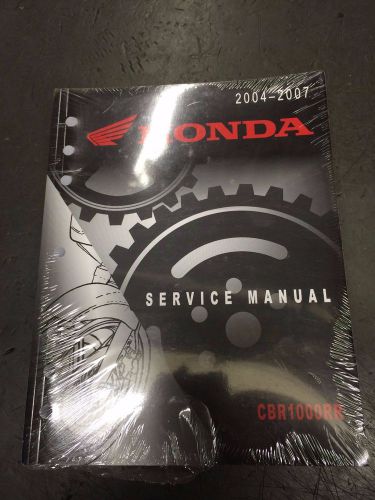 2004-2007
HONDA
SERVICE MANUAL
CBR1000RR